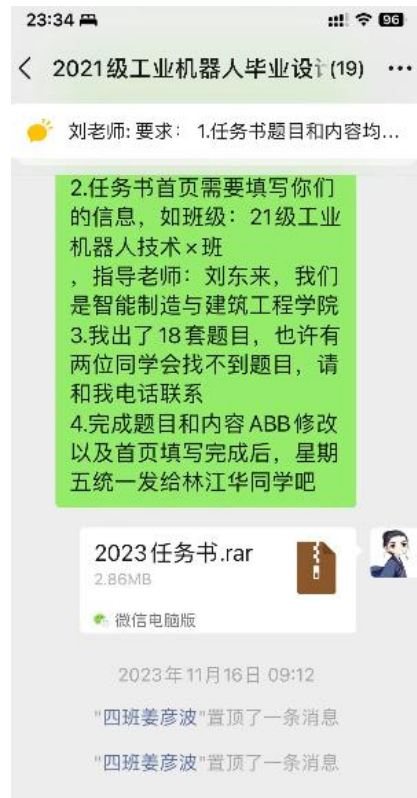 23:34 96
2021级工业机器人毕业设计(19)
刘老师: 要求： 1.任务书题目和内容均...
2.任务书首页需要填写你们
的信息，如班级：21级工业
机器人技术×班
，指导老师：刘东来，我们
是智能制造与建筑工程学院
3.我出了18套题目，也许有
两位同学会找不到题目，请
和我电话联系
4.完成题目和内容ABB修改
以及首页填写完成后，星期
五统一发给林江华同学吧
2023任务书.rar
2.86MB
微信电脑版
2023年11月16日 09:12
"四班姜彦波"置顶了一条消息
"四班姜彦波"置顶了一条消息